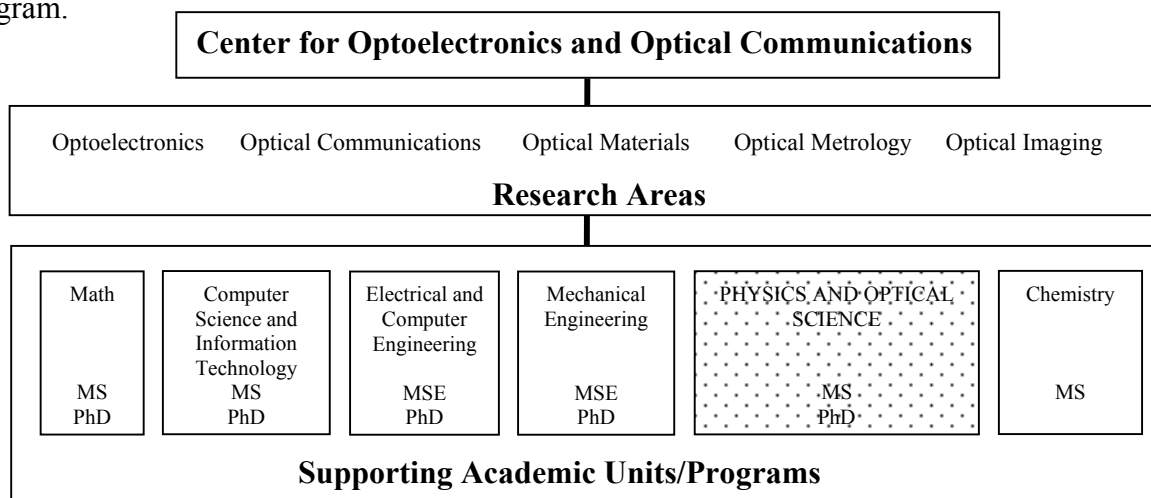 gram.
Center for Optoelectronics and Optical Communications
Optoelectronics Optical Communications Optical Materials Optical Metrology Optical Imaging
Research Areas
Math
MS
PhD
Computer
Science and
Information
Technology
MS
PhD
Electrical and
Computer
Engineering
MSE
PhD
Mechanical
Engineering
MSE
PhD
PHYSICS AND OPTICAL
SCIENCE
MS
PhD
Chemistry
MS
Supporting Academic Units/Programs